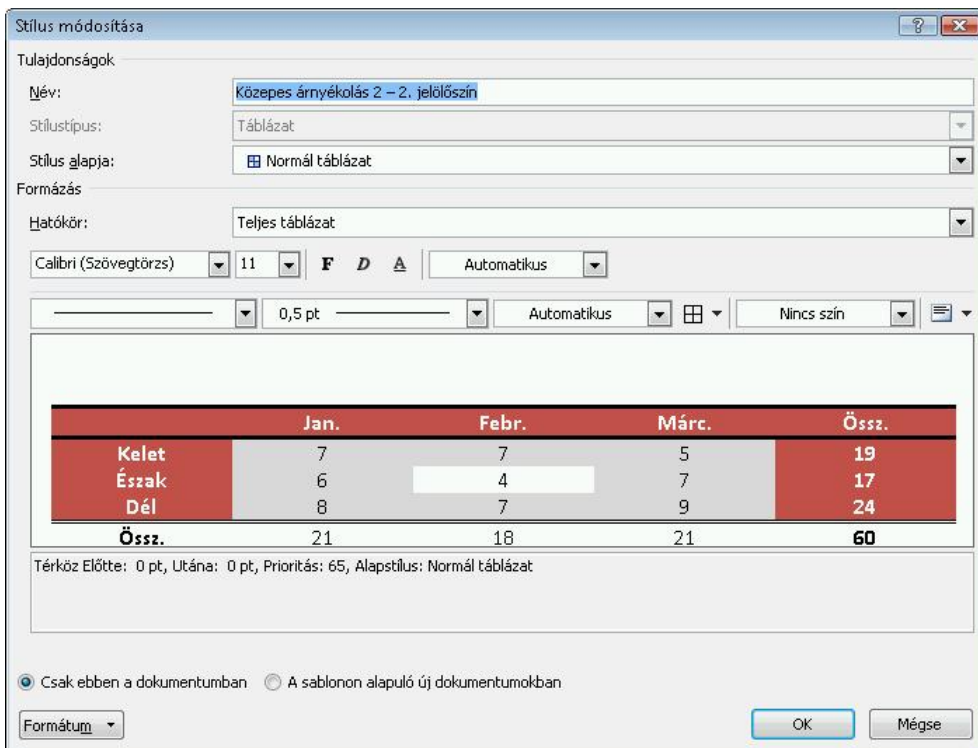 Stílus módosítása
Tulajdonságok
Név: Közepes árnyékolás 2 – 2. jelölőszín
Stílustípus: Táblázat
Stílus alapja: Normál táblázat
Formázás
Hatókör: Teljes táblázat
Calibri (Szövegtörzs) 11 F D A Automatikus
0,5 pt Automatikus Nincs szín
Jan. Febr. Márc. Össz.
Kelet 7 7 5 19
Észak 6 4 7 17
Dél 8 7 9 24
Össz. 21 18 21 60
Térköz Előtte: 0 pt, Utána: 0 pt, Prioritás: 65, Alapstílus: Normál táblázat
Csak ebben a dokumentumban A sablonon alapuló új dokumentumokban
Formátum OK Mégse